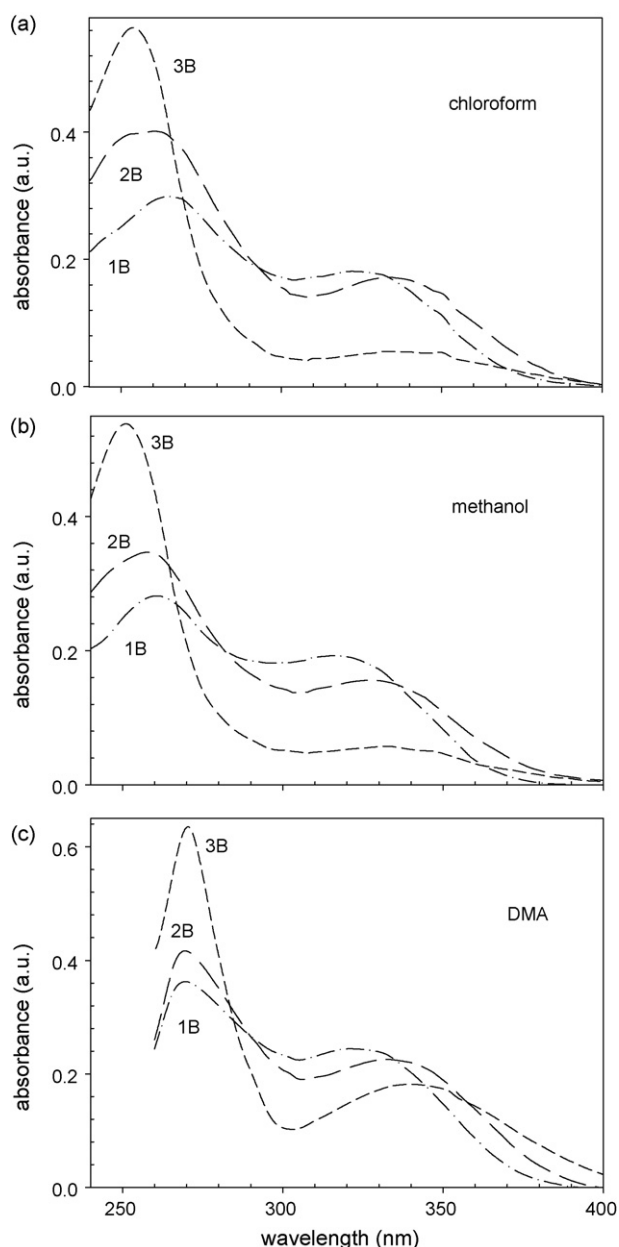 (a)
3B
chloroform
0.4
2B
absorbance (a.u.)
0.2
1B
0.0
(b)
3B
methanol
0.4
2B
absorbance (a.u.)
0.2
1B
0.0
(c)
0.6
3B
DMA
2B
0.4
1B
absorbance (a.u.)
0.2
0.0
250 300 350 400
wavelength (nm)